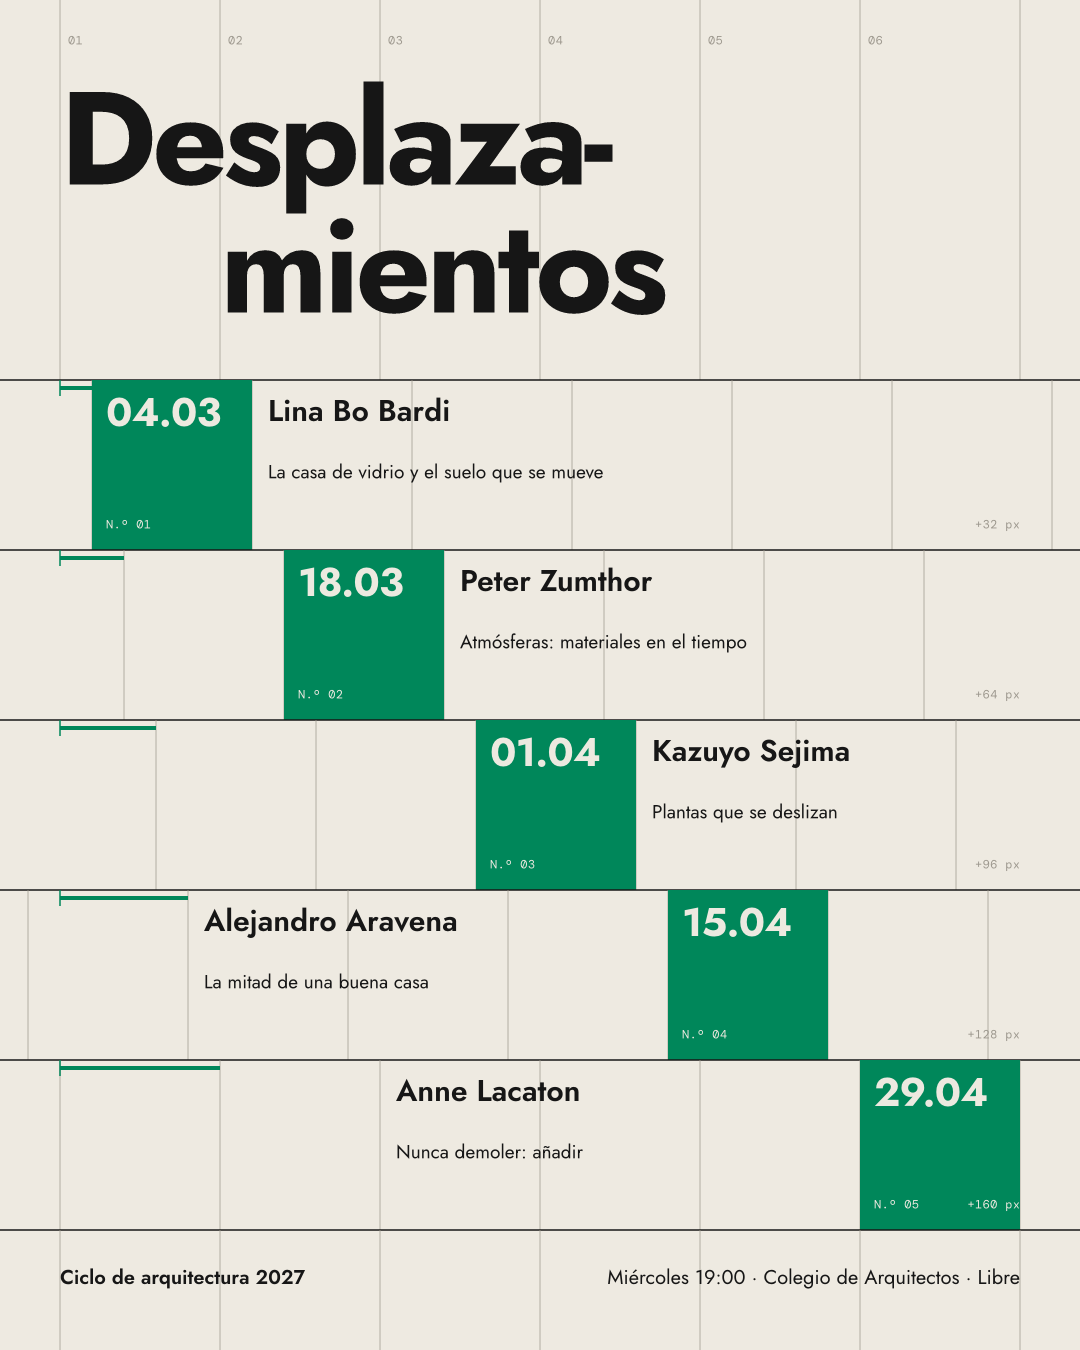 01 02 03 04 05 06
Desplaza-
mientos
04.03
Lina Bo Bardi
La casa de vidrio y el suelo que se mueve
N.º 01
+32 px
18.03
Peter Zumthor
Atmósferas: materiales en el tiempo
N.º 02
+64 px
01.04
Kazuyo Sejima
Plantas que se deslizan
N.º 03
+96 px
Alejandro Aravena
15.04
La mitad de una buena casa
N.º 04
+128 px
Anne Lacaton
29.04
Nunca demoler: añadir
N.º 05
+160 px
Ciclo de arquitectura 2027
Miércoles 19:00 · Colegio de Arquitectos · Libre